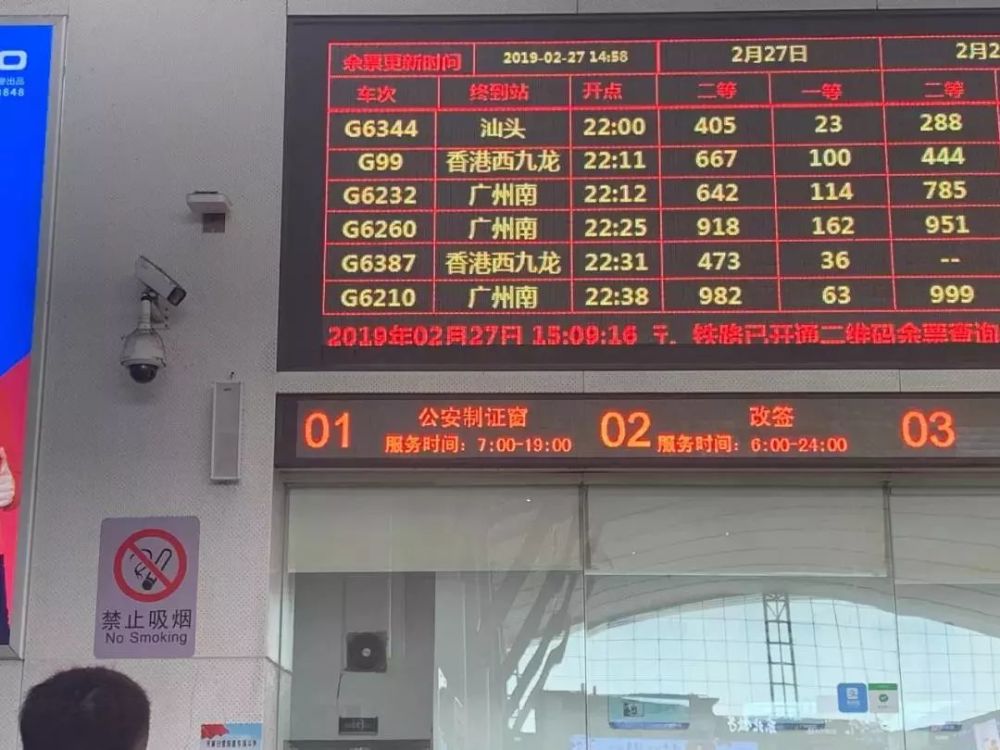 余票更新时间 2019-02-27 14:58 2月27日 2月2
车次 终到站 开点 二等 一等 二等
G6344 汕头 22:00 405 23 288
G99 香港西九龙 22:11 667 100 444
G6232 广州南 22:12 642 114 785
G6260 广州南 22:25 918 162 951
G6387 香港西九龙 22:31 473 36 --
G6210 广州南 22:38 982 63 999
2019年02月27日 15:09:16 铁路已开通二维码余票查询
01 公安制证窗 02 改签 03
服务时间：7:00-19:00 服务时间：6:00-24:00
禁止吸烟
No Smoking